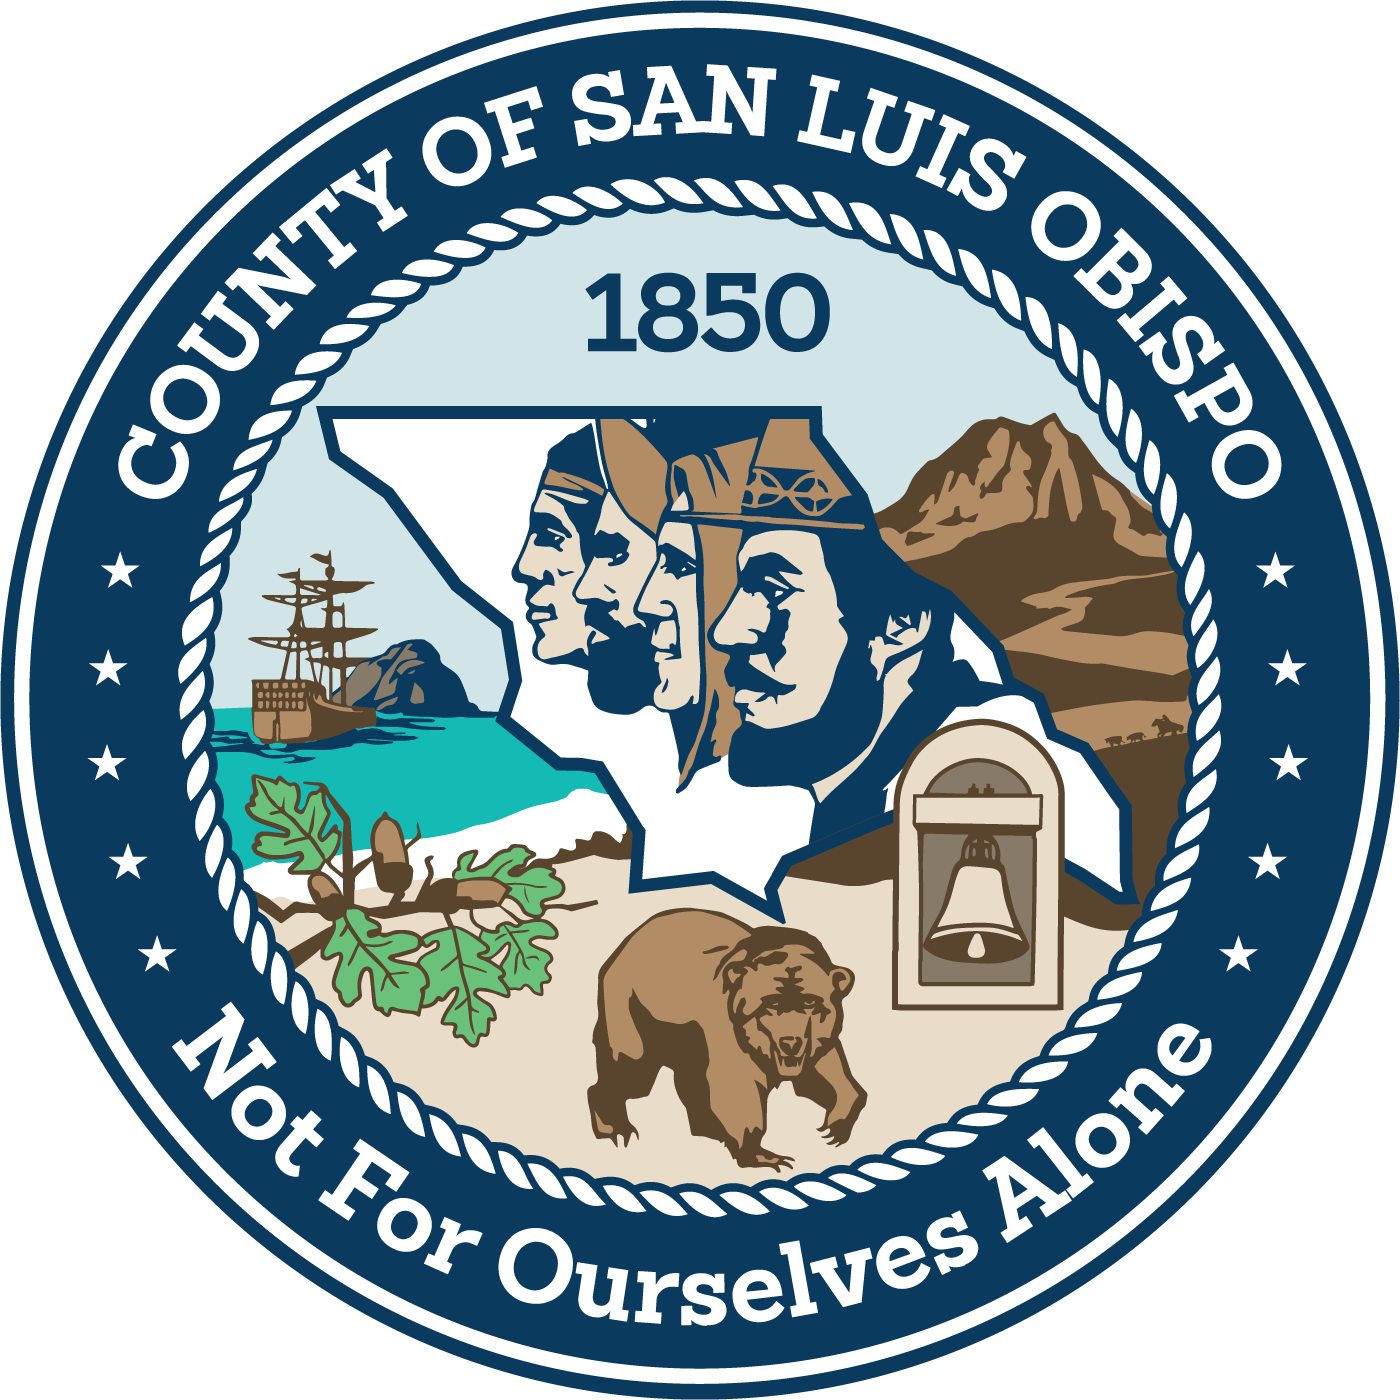 COUNTY OF SAN LUIS OBISPO
1850
Not For Ourselves Alone